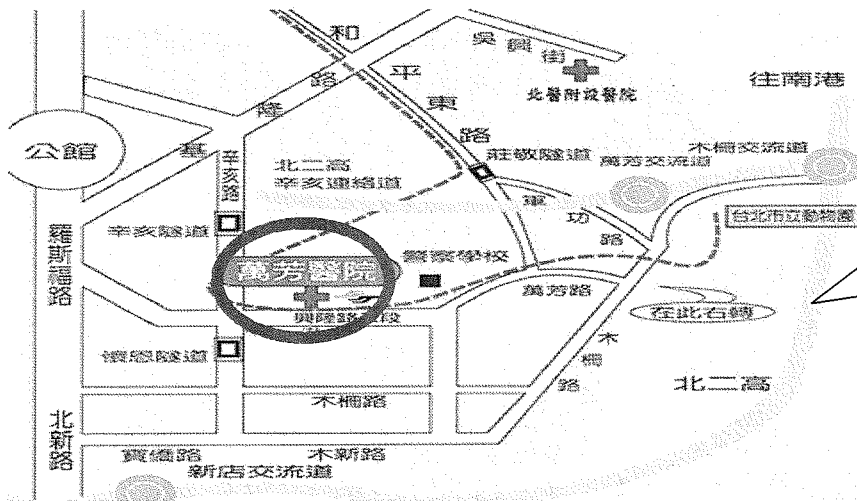 和平東路
吳興街
北醫附設醫院
往南港
基隆路
公館
辛亥路
北二高
辛亥連絡道
莊敬隧道
萬芳交流道
木柵交流道
軍功路
台北市立動物園
辛亥隧道
羅斯福路
萬芳醫院
警察學校
萬芳路
在此右轉
懷恩隧道
木柵路
北二高
木柵路
北新路
寶橋路
木新路
新店交流道